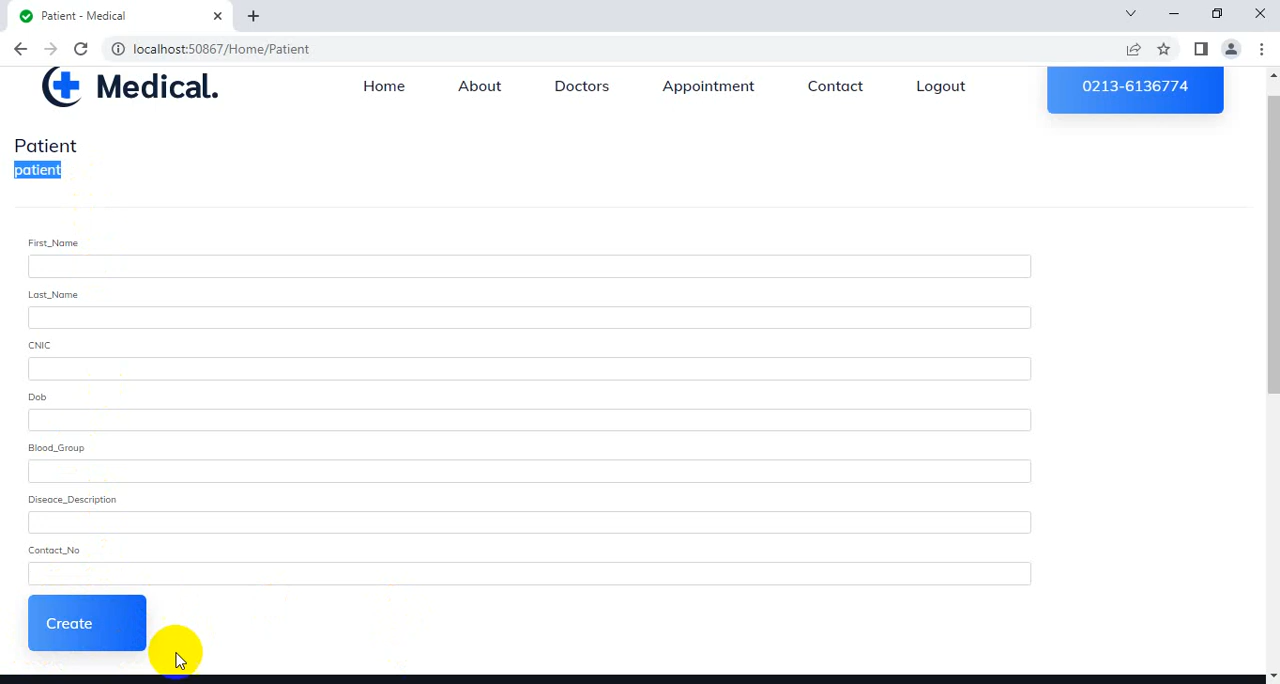 Patient - Medical
localhost:50867/Home/Patient
Medical. Home About Doctors Appointment Contact Logout 0213-6136774
Patient
patient
First_Name
Last_Name
CNIC
Dob
Blood_Group
Diseace_Description
Contact_No
Create